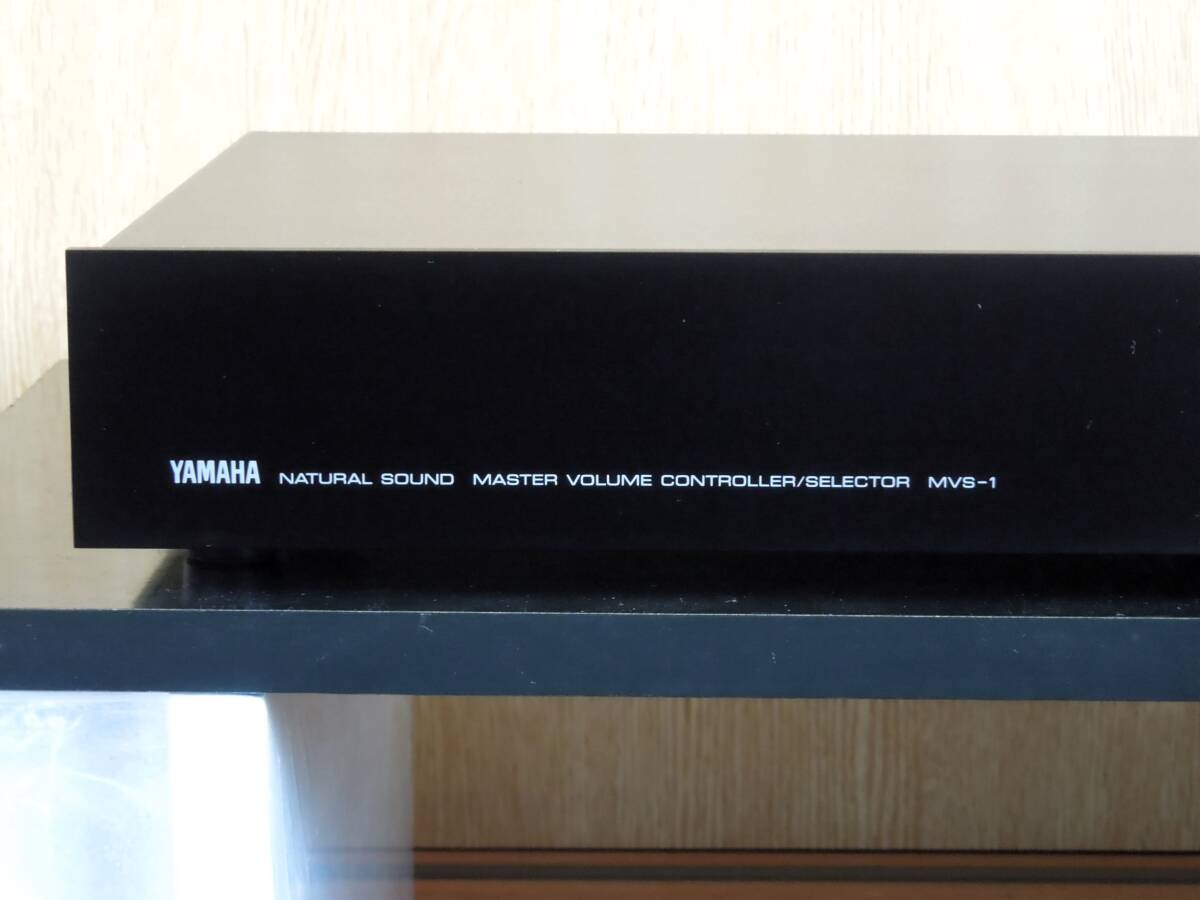 YAMAHA NATURAL SOUND MASTER VOLUME CONTROLLER/SELECTOR MVS-1